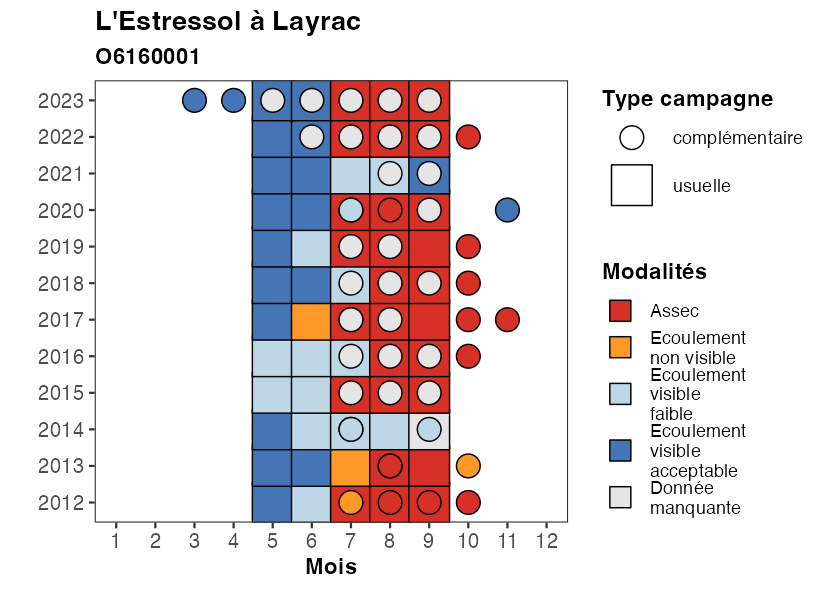 L'Estressol à Layrac
O6160001
2023
2022
2021
2020
2019
2018
2017
2016
2015
2014
2013
2012
1 2 3 4 5 6 7 8 9 10 11 12
Mois
Type campagne
complémentaire
usuelle
Modalités
Assec
Ecoulement
non visible
Ecoulement
visible
faible
Ecoulement
visible
acceptable
Donnée
manquante